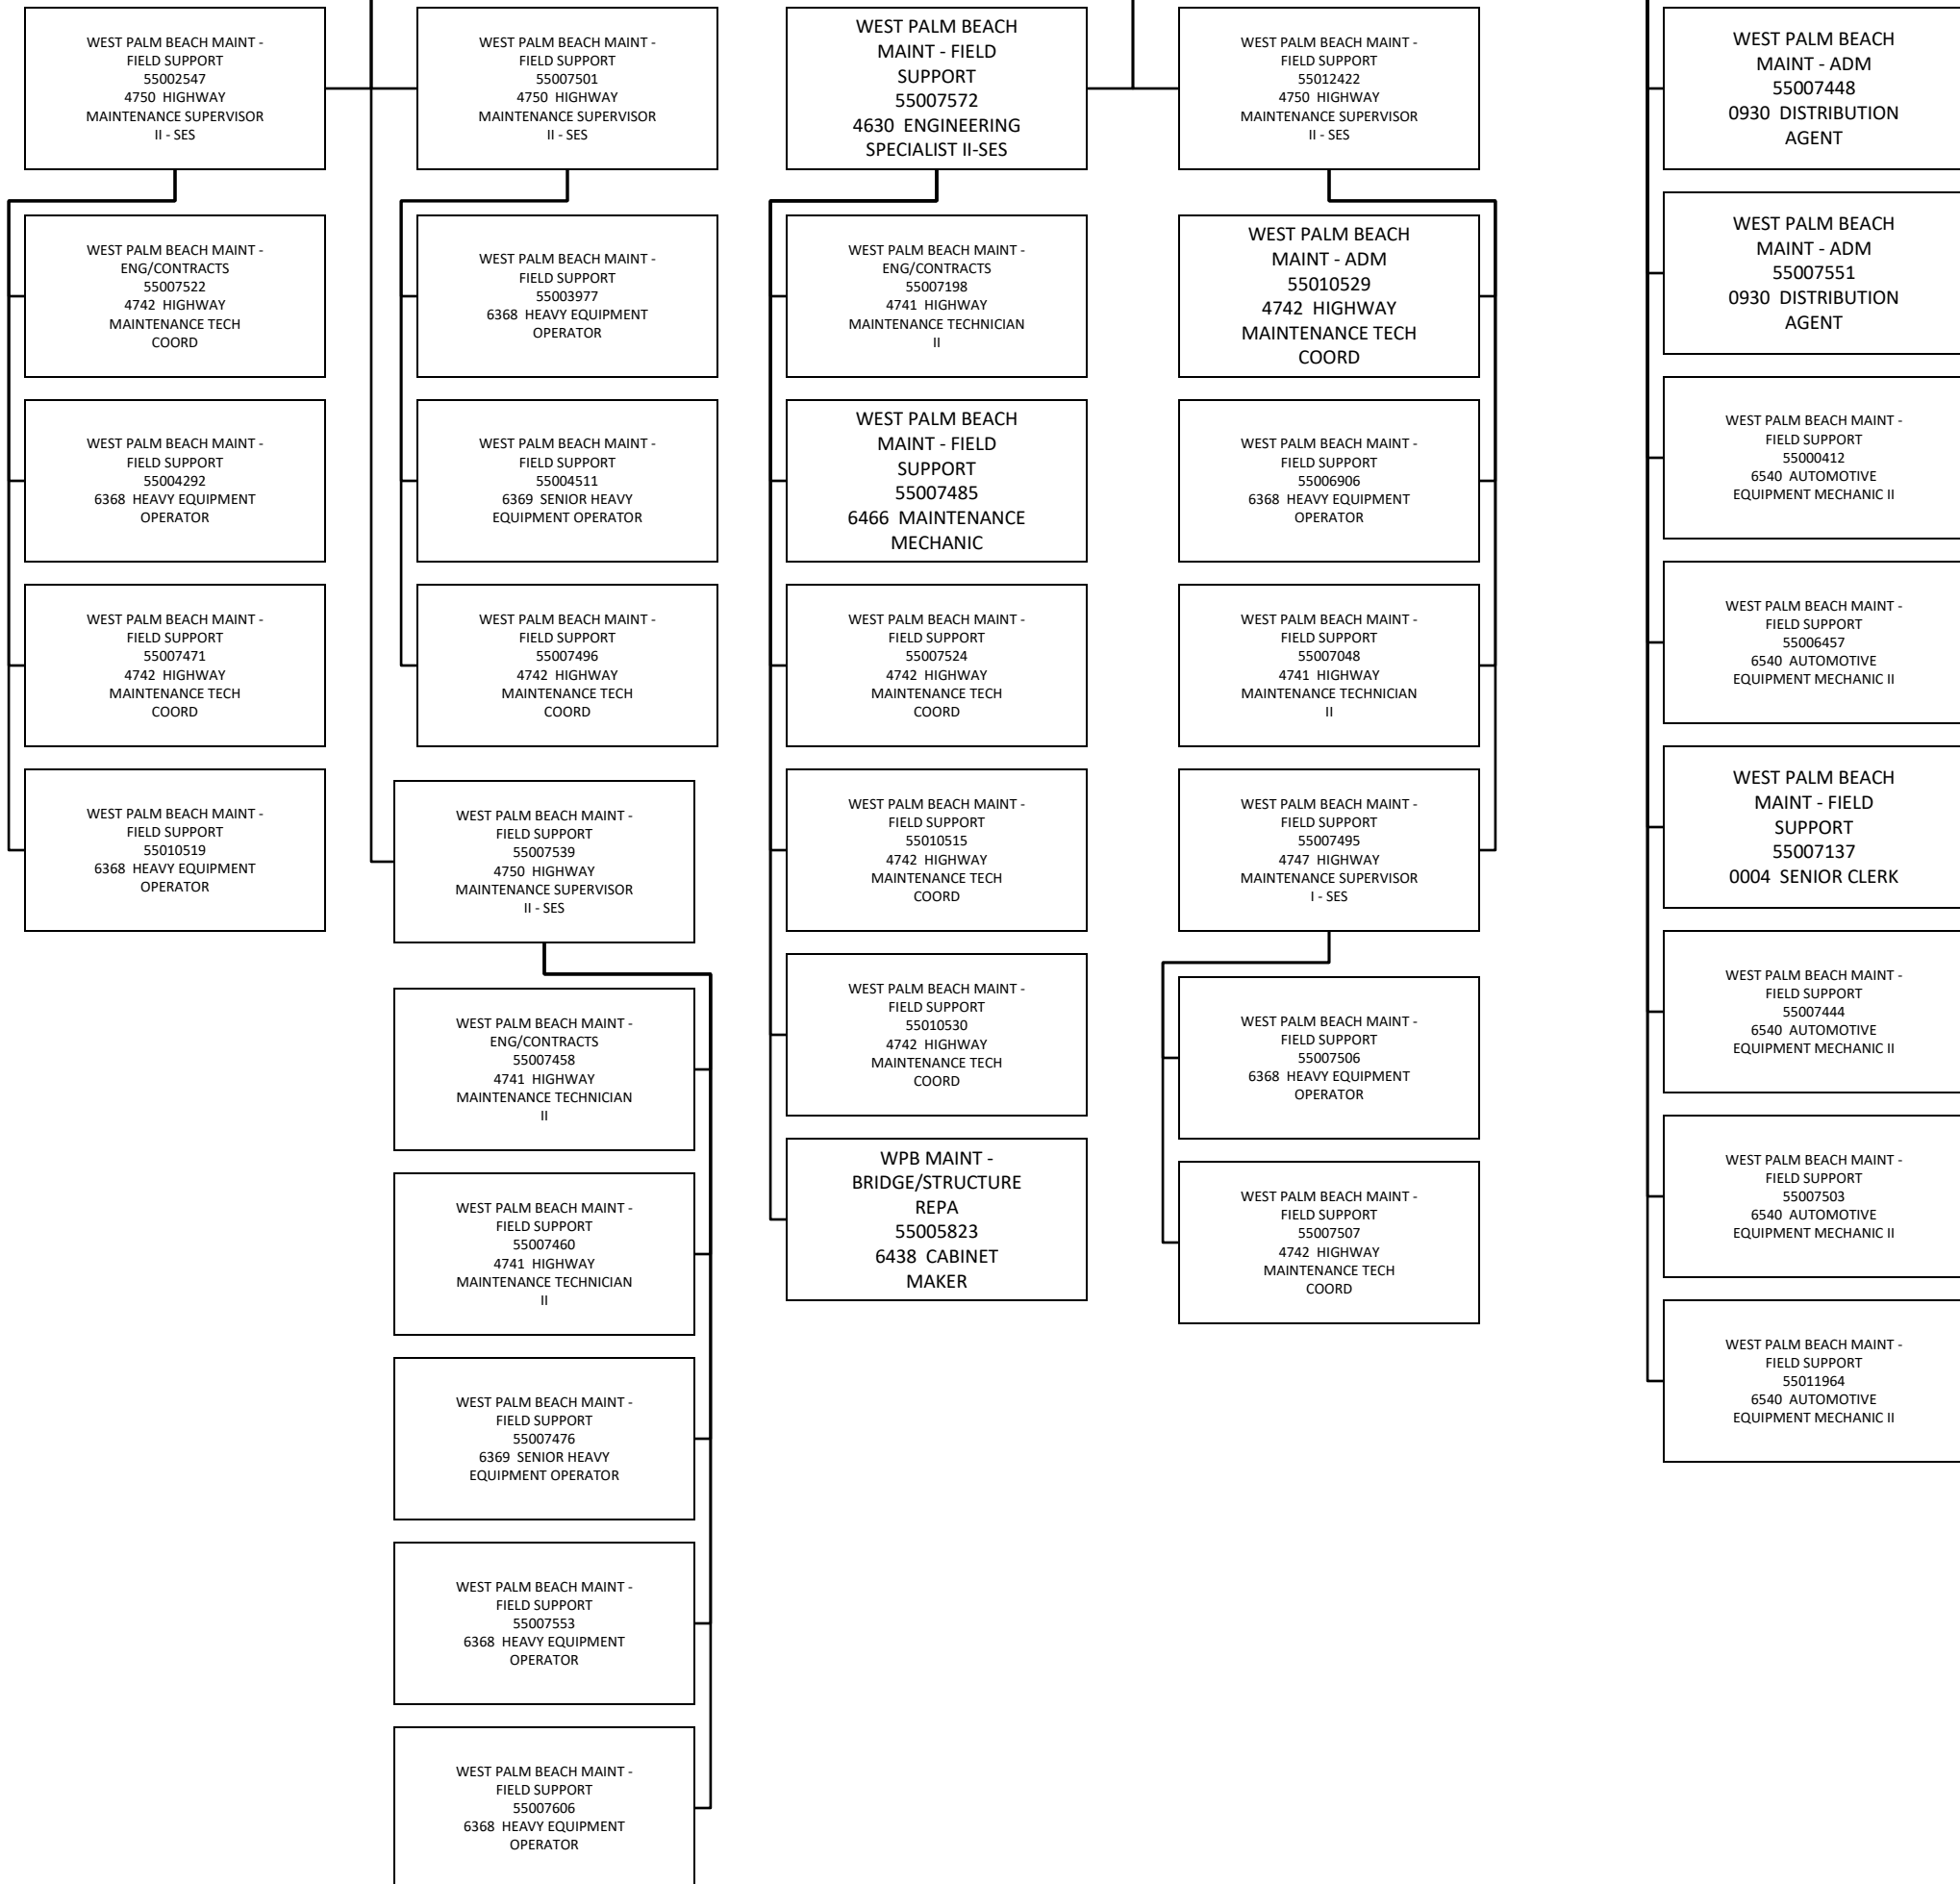 WEST PALM BEACH MAINT -
FIELD SUPPORT
55002547
4750 HIGHWAY
MAINTENANCE SUPERVISOR
II - SES
WEST PALM BEACH MAINT -
ENG/CONTRACTS
55007522
4742 HIGHWAY
MAINTENANCE TECH
COORD
WEST PALM BEACH MAINT -
FIELD SUPPORT
55004292
6368 HEAVY EQUIPMENT
OPERATOR
WEST PALM BEACH MAINT -
FIELD SUPPORT
55007471
4742 HIGHWAY
MAINTENANCE TECH
COORD
WEST PALM BEACH MAINT -
FIELD SUPPORT
55010519
6368 HEAVY EQUIPMENT
OPERATOR
WEST PALM BEACH MAINT -
FIELD SUPPORT
55007501
4750 HIGHWAY
MAINTENANCE SUPERVISOR
II - SES
WEST PALM BEACH MAINT -
FIELD SUPPORT
55003977
6368 HEAVY EQUIPMENT
OPERATOR
WEST PALM BEACH MAINT -
FIELD SUPPORT
55004511
6369 SENIOR HEAVY
EQUIPMENT OPERATOR
WEST PALM BEACH MAINT -
FIELD SUPPORT
55007496
4742 HIGHWAY
MAINTENANCE TECH
COORD
WEST PALM BEACH MAINT -
FIELD SUPPORT
55007539
4750 HIGHWAY
MAINTENANCE SUPERVISOR
II - SES
WEST PALM BEACH MAINT -
ENG/CONTRACTS
55007458
4741 HIGHWAY
MAINTENANCE TECHNICIAN
II
WEST PALM BEACH MAINT -
FIELD SUPPORT
55007460
4741 HIGHWAY
MAINTENANCE TECHNICIAN
II
WEST PALM BEACH MAINT -
FIELD SUPPORT
55007476
6369 SENIOR HEAVY
EQUIPMENT OPERATOR
WEST PALM BEACH MAINT -
FIELD SUPPORT
55007553
6368 HEAVY EQUIPMENT
OPERATOR
WEST PALM BEACH MAINT -
FIELD SUPPORT
55007606
6368 HEAVY EQUIPMENT
OPERATOR
WEST PALM BEACH
MAINT - FIELD
SUPPORT
55007572
4630 ENGINEERING
SPECIALIST II-SES
WEST PALM BEACH MAINT -
ENG/CONTRACTS
55007198
4741 HIGHWAY
MAINTENANCE TECHNICIAN
II
WEST PALM BEACH
MAINT - FIELD
SUPPORT
55007485
6466 MAINTENANCE
MECHANIC
WEST PALM BEACH MAINT -
FIELD SUPPORT
55007524
4742 HIGHWAY
MAINTENANCE TECH
COORD
WEST PALM BEACH MAINT -
FIELD SUPPORT
55010515
4742 HIGHWAY
MAINTENANCE TECH
COORD
WEST PALM BEACH MAINT -
FIELD SUPPORT
55010530
4742 HIGHWAY
MAINTENANCE TECH
COORD
WPB MAINT -
BRIDGE/STRUCTURE
REPA
55005823
6438 CABINET
MAKER
WEST PALM BEACH MAINT -
FIELD SUPPORT
55012422
4750 HIGHWAY
MAINTENANCE SUPERVISOR
II - SES
WEST PALM BEACH
MAINT - ADM
55010529
4742 HIGHWAY
MAINTENANCE TECH
COORD
WEST PALM BEACH MAINT -
FIELD SUPPORT
55006906
6368 HEAVY EQUIPMENT
OPERATOR
WEST PALM BEACH MAINT -
FIELD SUPPORT
55007048
4741 HIGHWAY
MAINTENANCE TECHNICIAN
II
WEST PALM BEACH MAINT -
FIELD SUPPORT
55007495
4747 HIGHWAY
MAINTENANCE SUPERVISOR
I - SES
WEST PALM BEACH MAINT -
FIELD SUPPORT
55007506
6368 HEAVY EQUIPMENT
OPERATOR
WEST PALM BEACH MAINT -
FIELD SUPPORT
55007507
4742 HIGHWAY
MAINTENANCE TECH
COORD
WEST PALM BEACH
MAINT - ADM
55007448
0930 DISTRIBUTION
AGENT
WEST PALM BEACH
MAINT - ADM
55007551
0930 DISTRIBUTION
AGENT
WEST PALM BEACH MAINT -
FIELD SUPPORT
55000412
6540 AUTOMOTIVE
EQUIPMENT MECHANIC II
WEST PALM BEACH MAINT -
FIELD SUPPORT
55006457
6540 AUTOMOTIVE
EQUIPMENT MECHANIC II
WEST PALM BEACH
MAINT - FIELD
SUPPORT
55007137
0004 SENIOR CLERK
WEST PALM BEACH MAINT -
FIELD SUPPORT
55007444
6540 AUTOMOTIVE
EQUIPMENT MECHANIC II
WEST PALM BEACH MAINT -
FIELD SUPPORT
55007503
6540 AUTOMOTIVE
EQUIPMENT MECHANIC II
WEST PALM BEACH MAINT -
FIELD SUPPORT
55011964
6540 AUTOMOTIVE
EQUIPMENT MECHANIC II